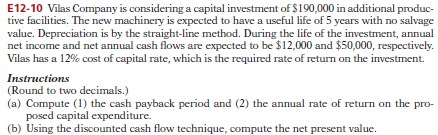 E12-10 Vilas Company is considering a capital investment of $190,000 in additional produc-
tive facilities. The new machinery is expected to have a useful life of 5 years with no salvage
value. Depreciation is by the straight-line method. During the life of the investment, annual
net income and net annual cash flows are expected to be $12,000 and $50,000, respectively.
Vilas has a 12% cost of capital rate, which is the required rate of return on the investment.
Instructions
(Round to two decimals.)
(a) Compute (1) the cash payback period and (2) the annual rate of return on the pro-
posed capital expenditure.
(b) Using the discounted cash flow technique, compute the net present value.